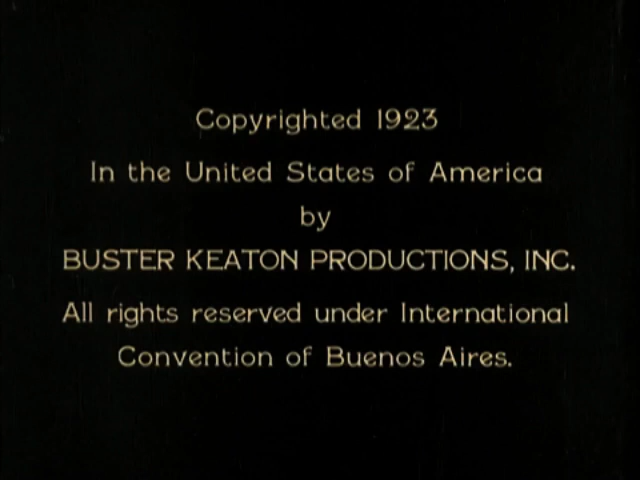 Copyrighted 1923
In the United States of America
by
BUSTER KEATON PRODUCTIONS, INC.
All rights reserved under International
Convention of Buenos Aires.